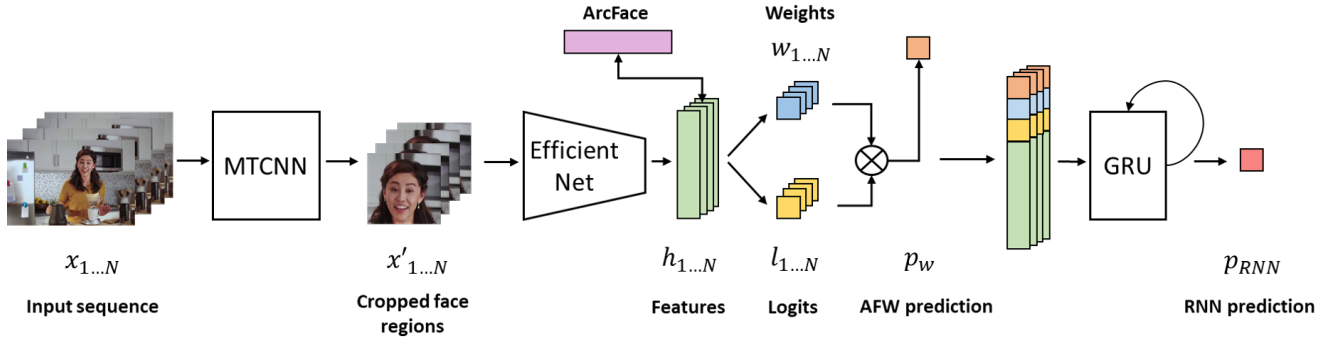 ArcFace
Weights
w1...N
MTCNN
Efficient
Net
GRU
x1...N
x'1...N
h1...N
l1...N
pw
pRNN
Input sequence
Cropped face
regions
Features
Logits
AFW prediction
RNN prediction